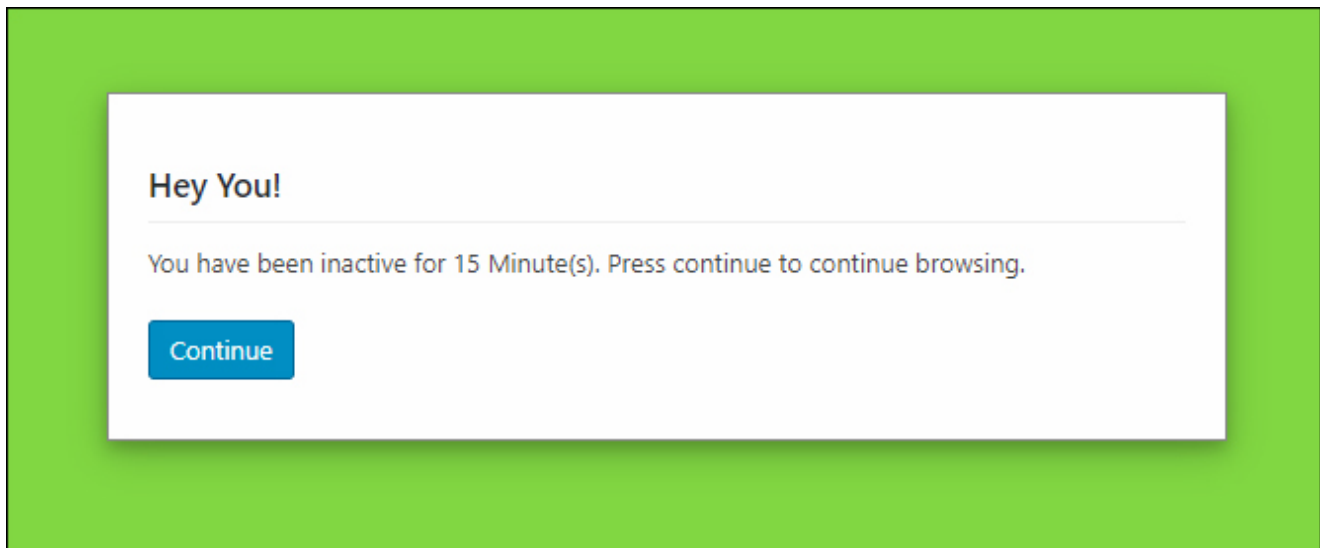 Hey You!
You have been inactive for 15 Minute(s). Press continue to continue browsing.
Continue